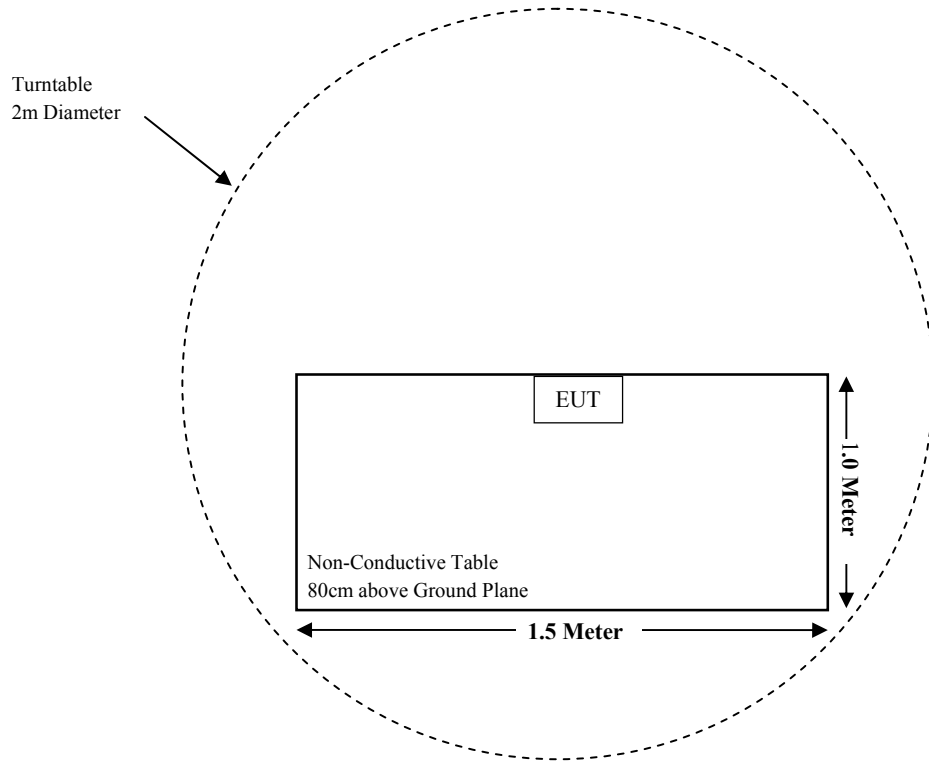 Turntable
2m Diameter
EUT
1.0 Meter
Non-Conductive Table
80cm above Ground Plane
1.5 Meter